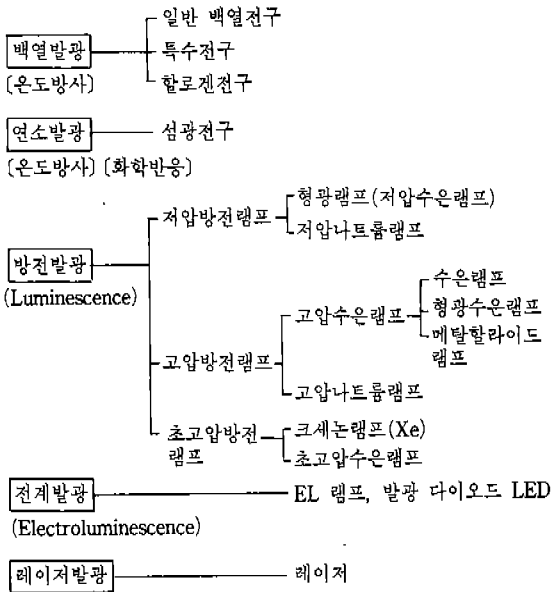 일반 백열전구
백열발광
특수전구
(온도방사)
할로겐전구
연소발광
섬광전구
(온도방사) (화학반응)
저압방전램프
형광램프(저압수은램프)
저압나트륨램프
방전발광
(Luminescence)
고압방전램프
고압수은램프
수은램프
형광수은램프
메탈할라이드
램프
고압나트륨램프
초고압방전
램프
크세논램프(Xe)
초고압수은램프
전계발광
EL 램프, 발광 다이오드 LED
(Electroluminescence)
레이저발광
레이저